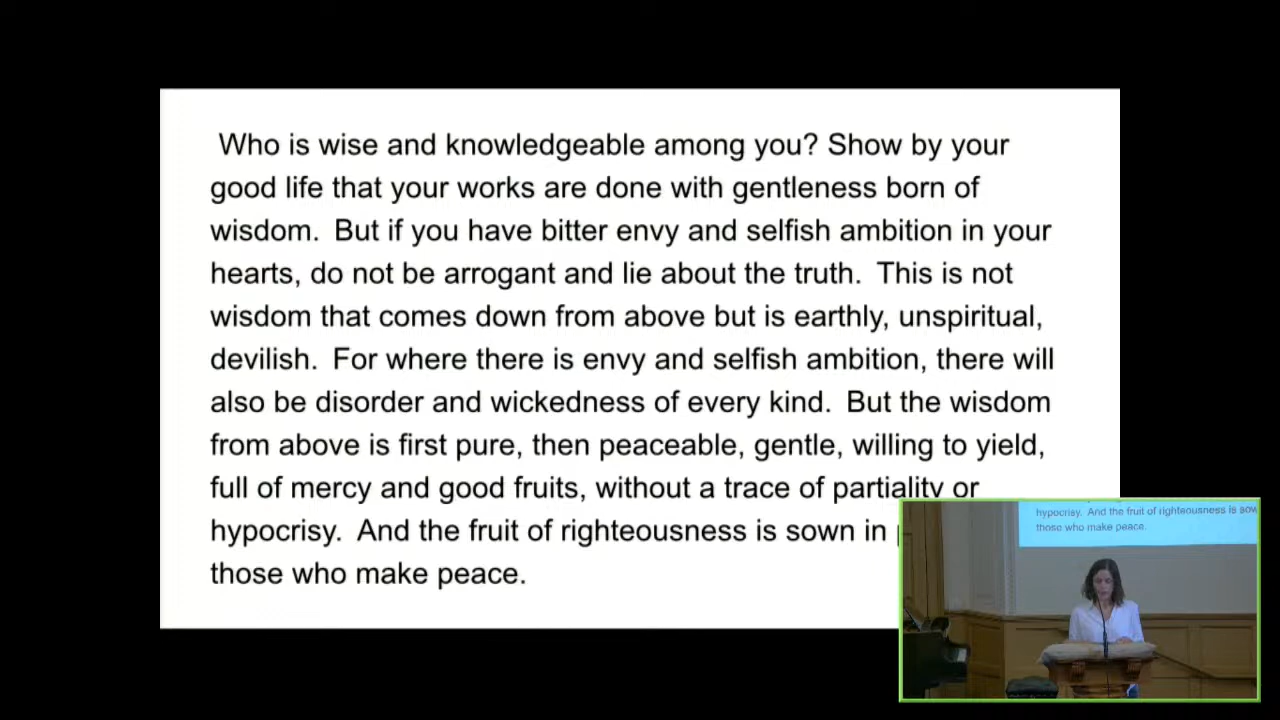 Who is wise and knowledgeable among you? Show by your
good life that your works are done with gentleness born of
wisdom.  But if you have bitter envy and selfish ambition in your
hearts, do not be arrogant and lie about the truth.  This is not
wisdom that comes down from above but is earthly, unspiritual,
devilish.  For where there is envy and selfish ambition, there will
also be disorder and wickedness of every kind.  But the wisdom
from above is first pure, then peaceable, gentle, willing to yield,
full of mercy and good fruits, without a trace of partiality or
hypocrisy.  And the fruit of righteousness is sown in
those who make peace.
hypocrisy.  And the fruit of righteousness is
those who make peace.